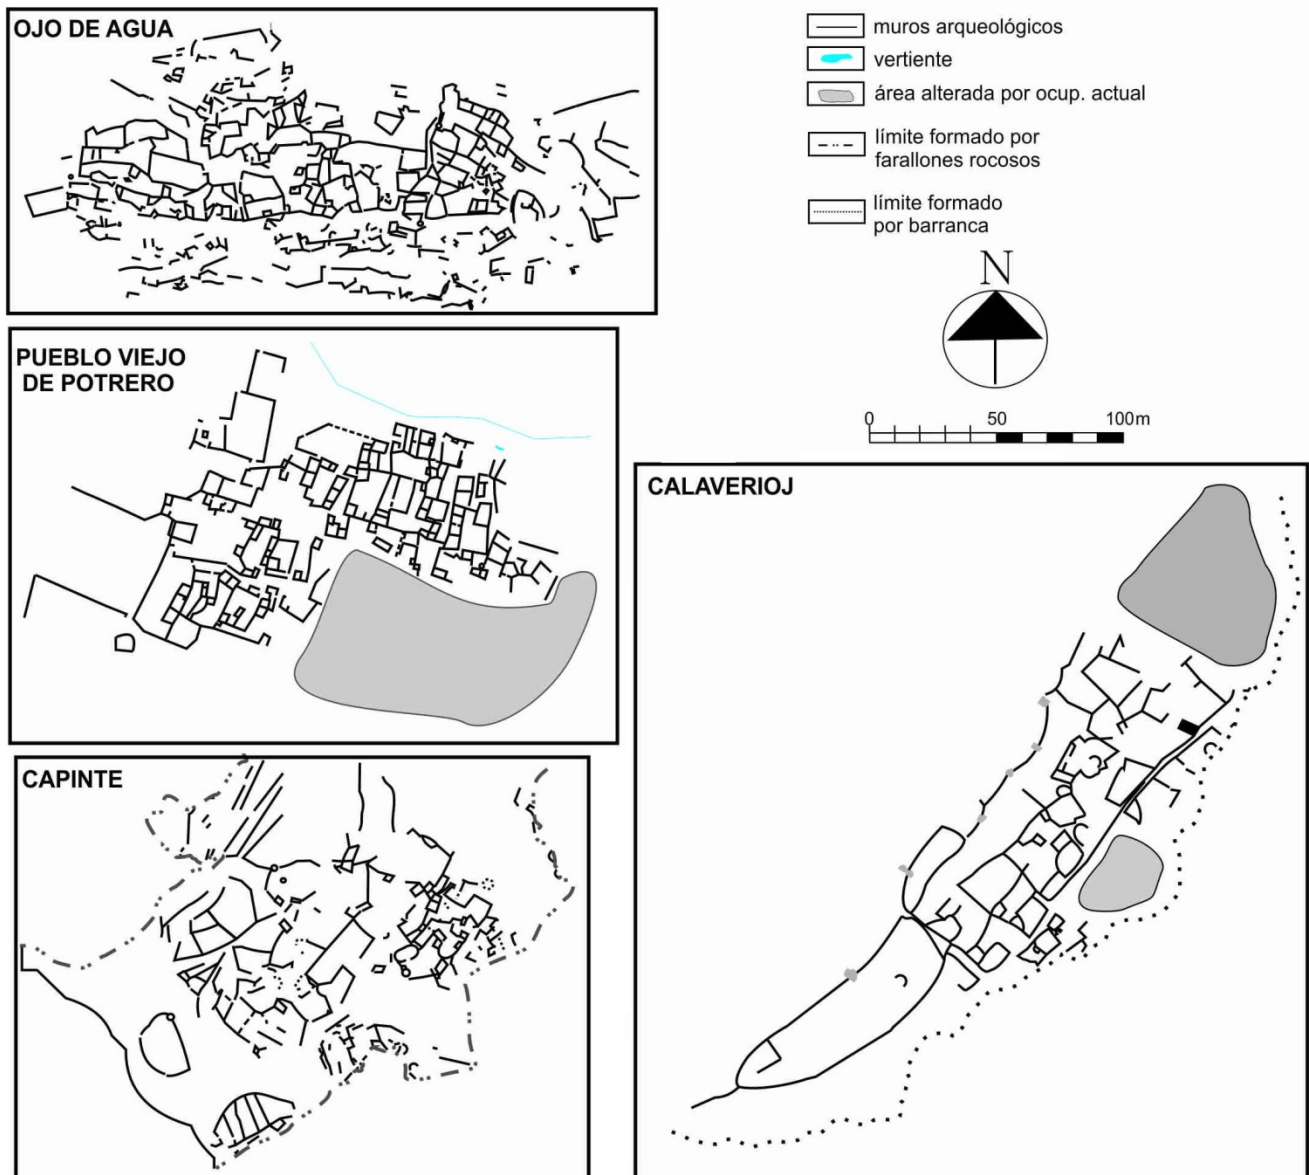 OJO DE AGUA
muros arqueológicos
vertiente
área alterada por ocup. actual
límite formado por
farallones rocosos
límite formado
por barranca
N
0 50 100m
PUEBLO VIEJO
DE POTRERO
CALAVERIOJ
CAPINTE